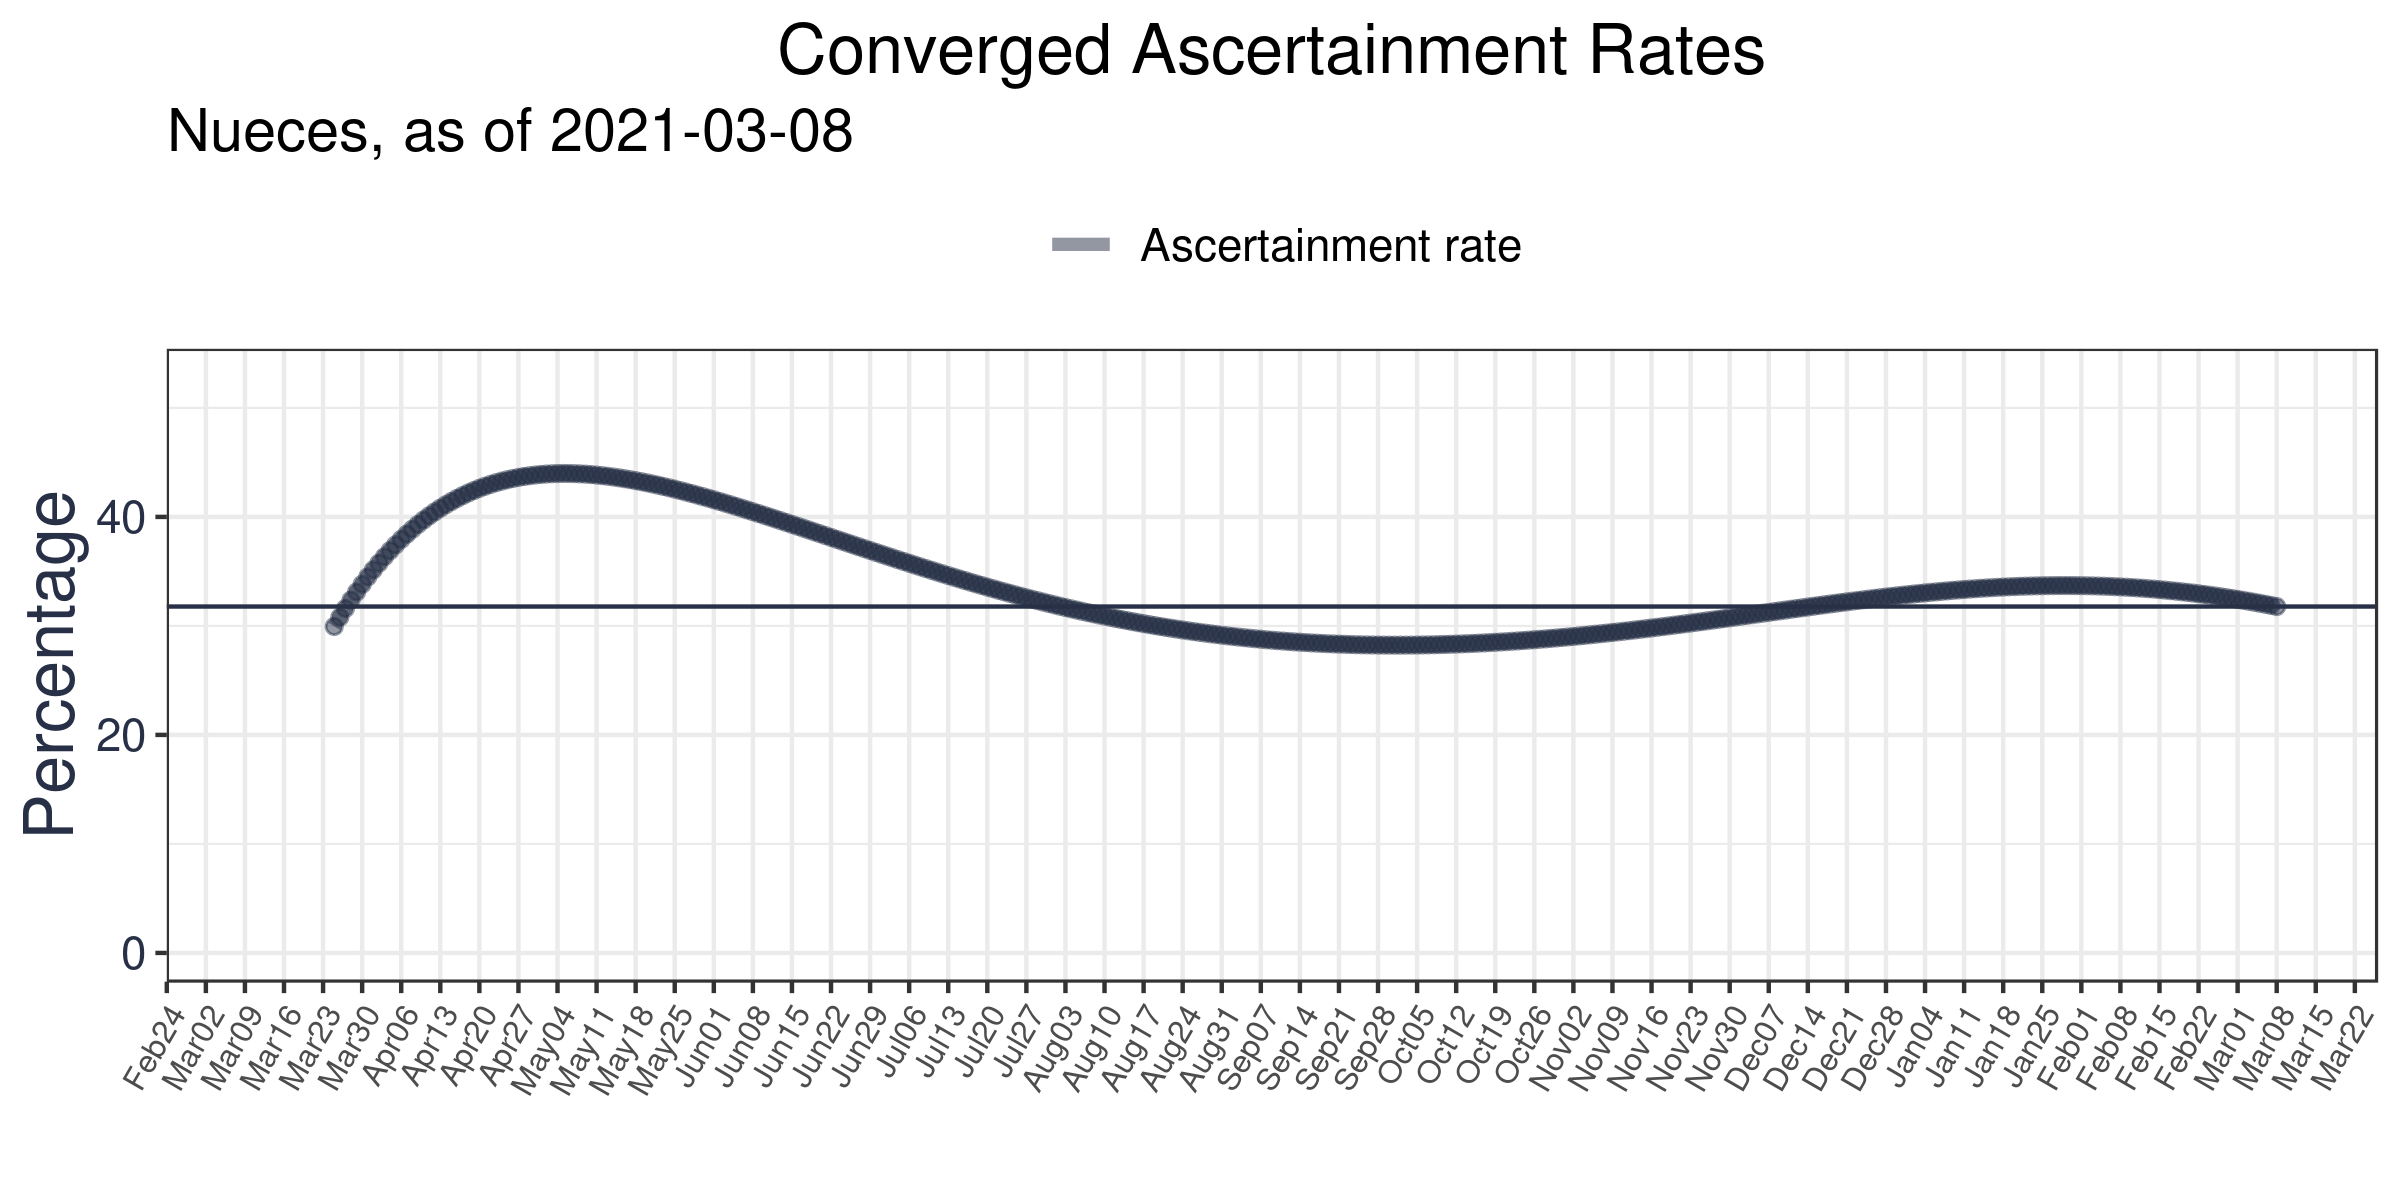 Converged Ascertainment Rates
Nueces, as of 2021-03-08
Ascertainment rate
Percentage
40
20
0
Feb24 Mar02 Mar09 Mar16 Mar23 Mar30 Apr06 Apr13 Apr20 Apr27 May04 May11 May18 May25 Jun01 Jun08 Jun15 Jun22 Jun29 Jul06 Jul13 Jul20 Jul27 Aug03 Aug10 Aug17 Aug24 Aug31 Sep07 Sep14 Sep21 Sep28 Oct05 Oct12 Oct19 Oct26 Nov02 Nov09 Nov16 Nov23 Nov30 Dec07 Dec14 Dec21 Dec28 Jan04 Jan11 Jan18 Jan25 Feb01 Feb08 Feb15 Feb22 Mar01 Mar08 Mar15 Mar22